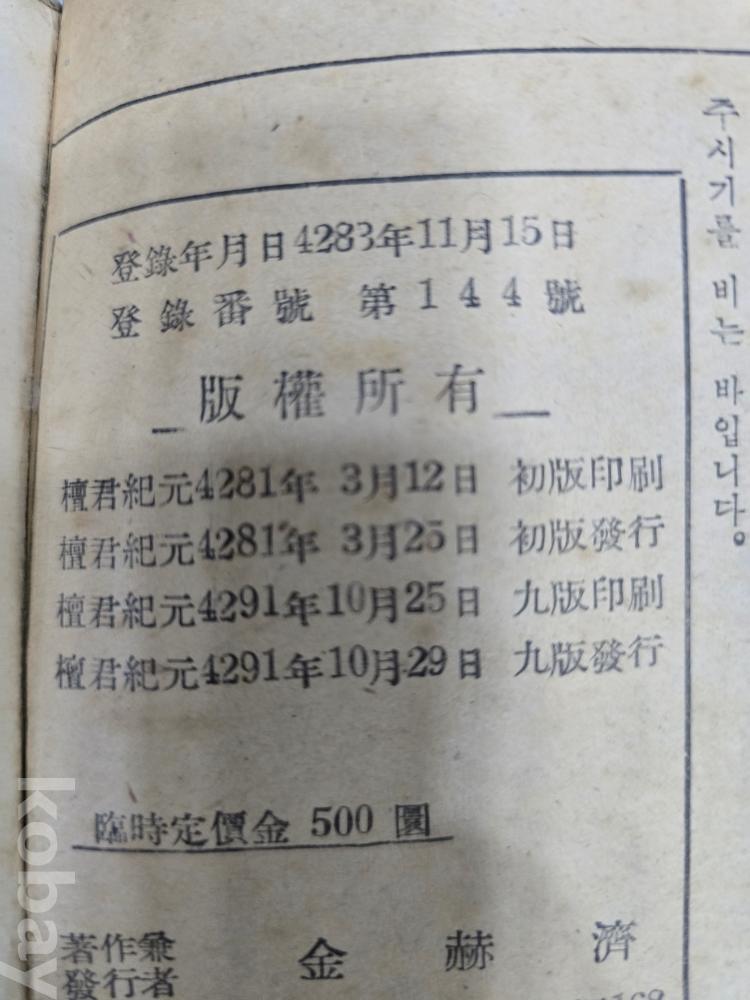 주시기를 비는 바입니다。
登錄年月日4283年11月15日
登錄番號 第144號
版權所有
檀君紀元4281年 3月12日 初版印刷
檀君紀元4281年 3月25日 初版發行
檀君紀元4291年10月25日 九版印刷
檀君紀元4291年10月29日 九版發行
臨時定價金 500 圜
著作兼
發行者 金赫濟
kobay